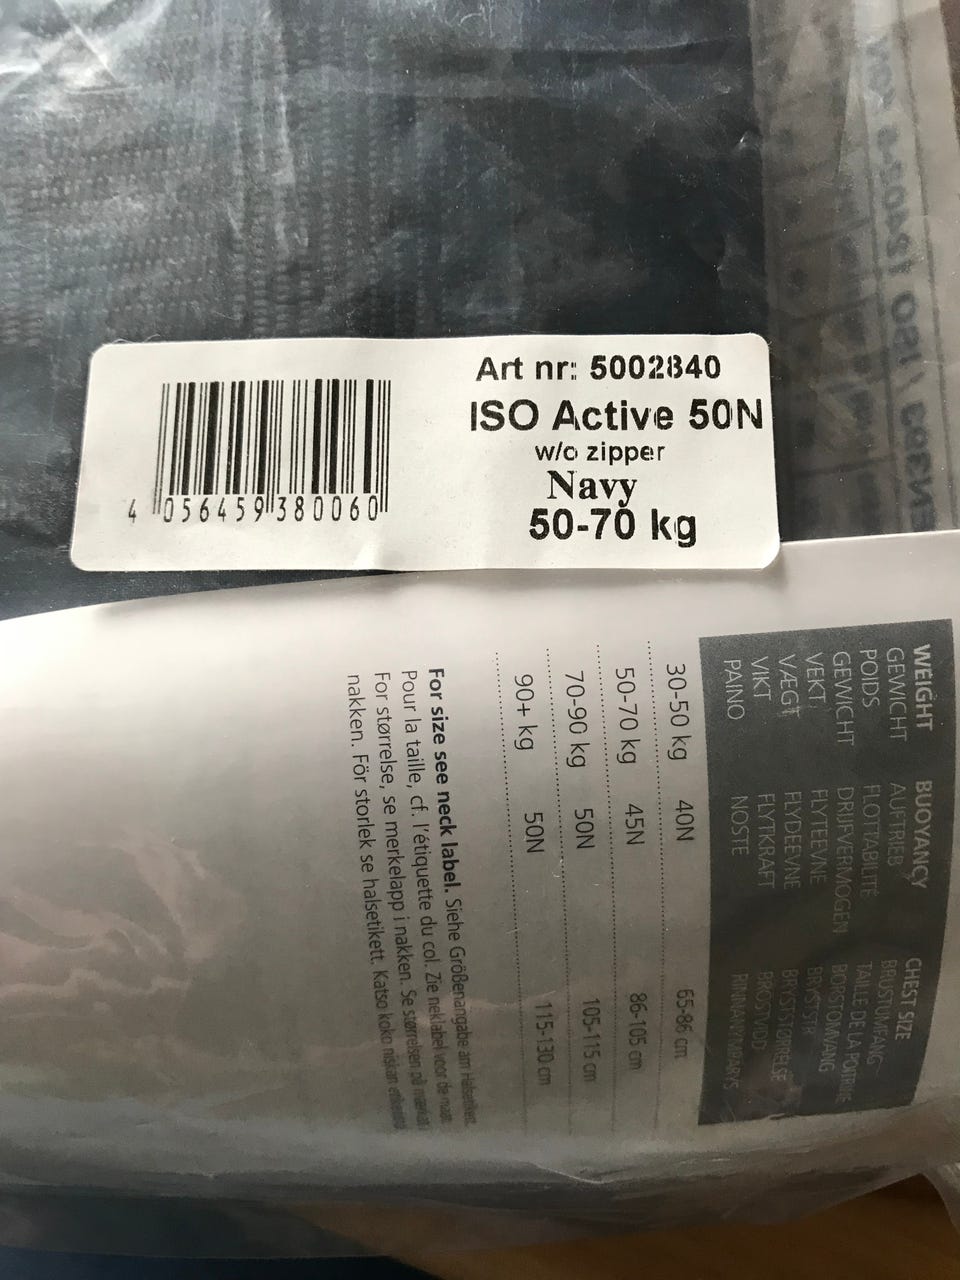 Art nr: 5002840
ISO Active 50N
w/o zipper
Navy
50-70 kg
4 056459 380060
WEIGHT BUOYANCY CHEST SIZE
GEWICHT AUFTRIEB BRUSTUMFANG
POIDS FLOTTABILITE TAILLE DE LA POITRINE
GEWICHT DRIJFVERMOGEN BORSTOMVANG
VEKT FLYTEEVNE BRYSTSTR
VÆGT FLYDEEVNE BRYSTSTØRRELSE
VIKT FLYTKRAFT BRÖSTVIDD
PAINO NOSTE RINNANYMPÄRYS
30-50 kg 40N 65-86 cm
50-70 kg 45N 86-105 cm
70-90 kg 50N 105-115 cm
90+ kg 50N 115-130 cm
For size see neck label. Siehe Größenangabe am Halsetikett.
Pour la taille, cf. l'étiquette du col. Zie neklabel voor de maat.
For størrelse, se merkelapp i nakken. Se størrelsen på
nakken. För storlek se halsetikett. Katso koko niskan